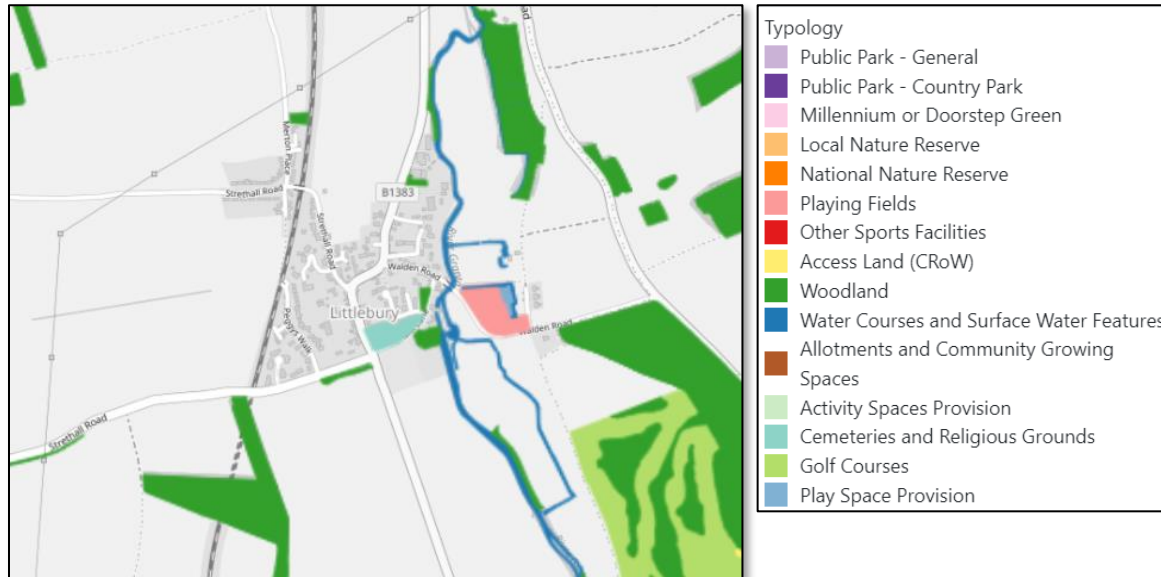 Road
Merton Place
Strethall Road
B1383
Strethall Road
Walden Road
Littlebury
Walden Road
Peggys Walk
Strethall Road
Typology
Public Park - General
Public Park - Country Park
Millennium or Doorstep Green
Local Nature Reserve
National Nature Reserve
Playing Fields
Other Sports Facilities
Access Land (CRoW)
Woodland
Water Courses and Surface Water Features
Allotments and Community Growing
Spaces
Activity Spaces Provision
Cemeteries and Religious Grounds
Golf Courses
Play Space Provision